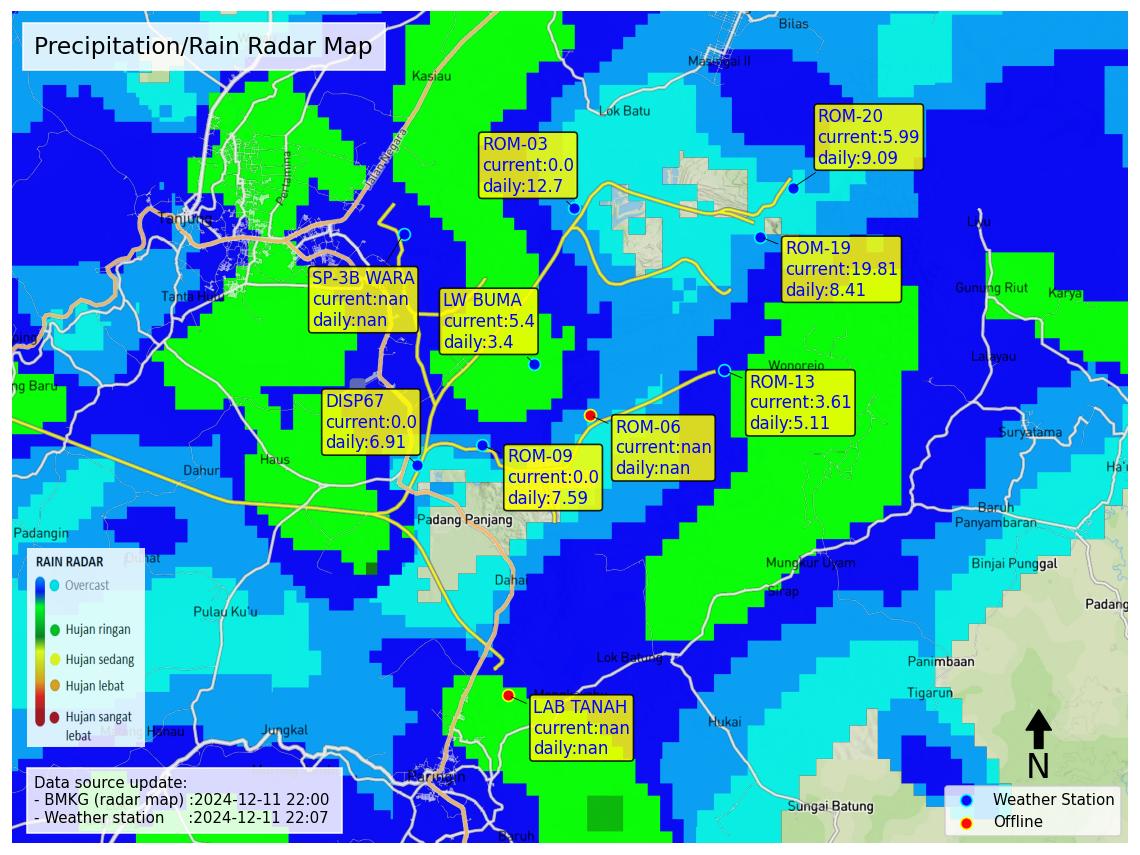 Precipitation/Rain Radar Map
Bilas
Masingai II
Kasiau
Lok Batu
ROM-20
current:5.99
daily:9.09
ROM-03
current:0.0
daily:12.7
Jalan Negara
Pertamina
Tanjung
Liyu
ROM-19
current:19.81
daily:8.41
SP-3B WARA
current:nan
daily:nan
LW BUMA
current:5.4
daily:3.4
Gunung Riut
Karya
Lalayau
Wonorejo
ROM-13
current:3.61
daily:5.11
ng Baru
DISP67
current:0.0
daily:6.91
ROM-06
current:nan
daily:nan
Suryatama
ROM-09
current:0.0
daily:7.59
Haus
Dahur
Padang Panjang
Baruh
Panyambaran
Padangin
Mungkur Uyam
Binjai Punggal
Sirap
Dahai
Padang
Pulau Ku'u
RAIN RADAR
Overcast
Hujan ringan
Hujan sedang
Hujan lebat
Hujan sangat
lebat
Lok Batung
Panimbaan
Tigarun
LAB TANAH
current:nan
daily:nan
Hukai
Jungkal
Paringin
Sungai Batung
Baruh
N
Data source update:
- BMKG (radar map) :2024-12-11 22:00
- Weather station :2024-12-11 22:07
Weather Station
Offline